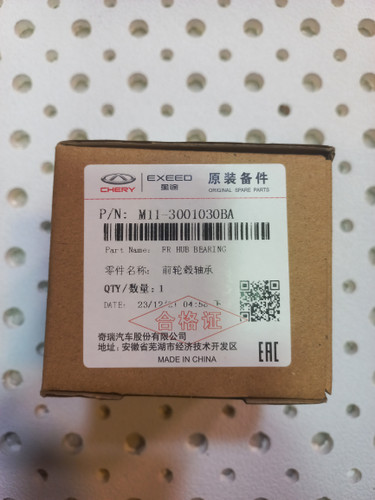 CHERY
EXEED
星途
原装备件
ORIGINAL SPARE PARTS
P/N: M11-3001030BA
Part Name: FR HUB BEARING
零件名称: 前轮毂轴承
QTY/数量:1
DATE: 23/12/
合格证
奇瑞汽车股份有限公司
地址: 安徽省芜湖市经济技术开发区
MADE IN CHINA
EAC